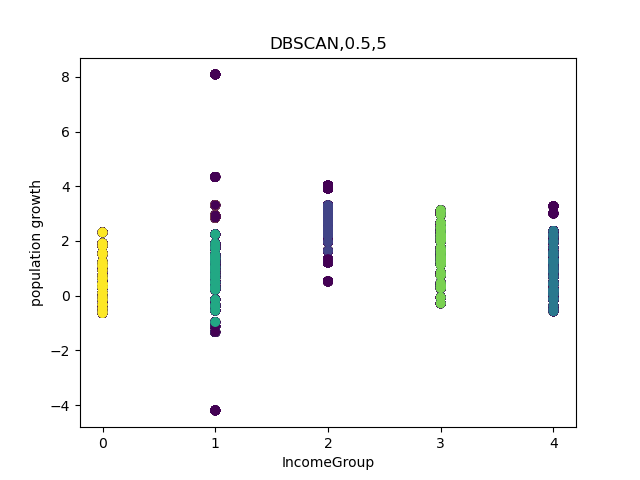 DBSCAN,0.5,5
population growth
8
6
4
2
0
−2
−4
0 1 2 3 4
IncomeGroup